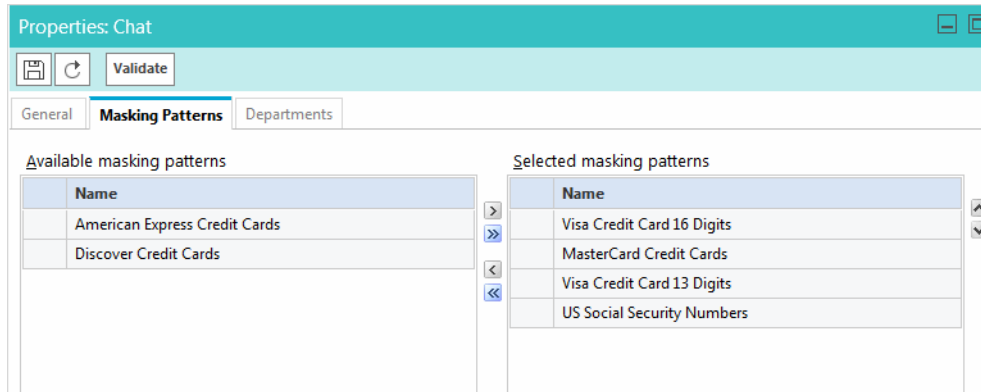 Properties: Chat
Validate
General Masking Patterns Departments
Available masking patterns
Name
American Express Credit Cards
Discover Credit Cards
Selected masking patterns
Name
Visa Credit Card 16 Digits
MasterCard Credit Cards
Visa Credit Card 13 Digits
US Social Security Numbers